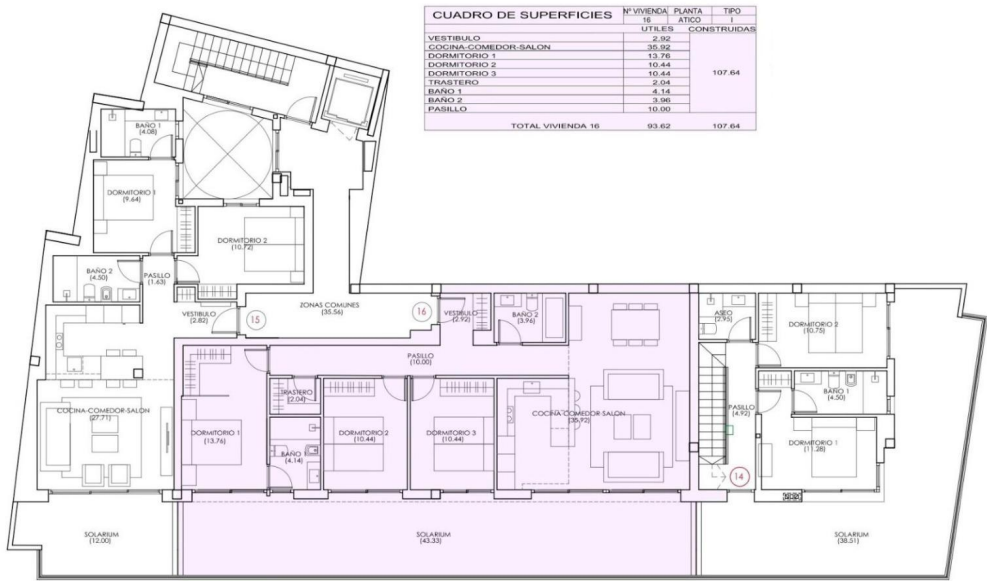 CUADRO DE SUPERFICIES Nº VIVIENDA PLANTA TIPO
16 ATICO I
UTILES CONSTRUIDAS
VESTIBULO 2.92
COCINA-COMEDOR-SALON 35.92
DORMITORIO 1 13.76
DORMITORIO 2 10.44
DORMITORIO 3 10.44
107.64
TRASTERO 2.04
BAÑO 1 4.14
BAÑO 2 3.96
PASILLO 10.00
TOTAL VIVIENDA 16 93.62 107.64
BAÑO 1
(4.08)
DORMITORIO 1
(9.64)
DORMITORIO 2
(10.72)
BAÑO 2
(4.50)
PASILLO
(1.63)
VESTIBULO
(2.82)
15
ZONAS COMUNES
(35.56)
16
VESTIBULO
(2.92)
BAÑO 2
(3.96)
ASEO
(2.95)
DORMITORIO 2
(10.75)
PASILLO
(10.00)
TRASTERO
(2.04)
COCINA-COMEDOR-SALON
(27.71)
DORMITORIO 1
(13.76)
BAÑO 1
(4.14)
DORMITORIO 2
(10.44)
DORMITORIO 3
(10.44)
COCINA-COMEDOR-SALON
(35.92)
PASILLO
(4.92)
BAÑO 1
(4.50)
DORMITORIO 1
(11.28)
14
SOLARIUM
(12.00)
SOLARIUM
(43.33)
SOLARIUM
(38.51)